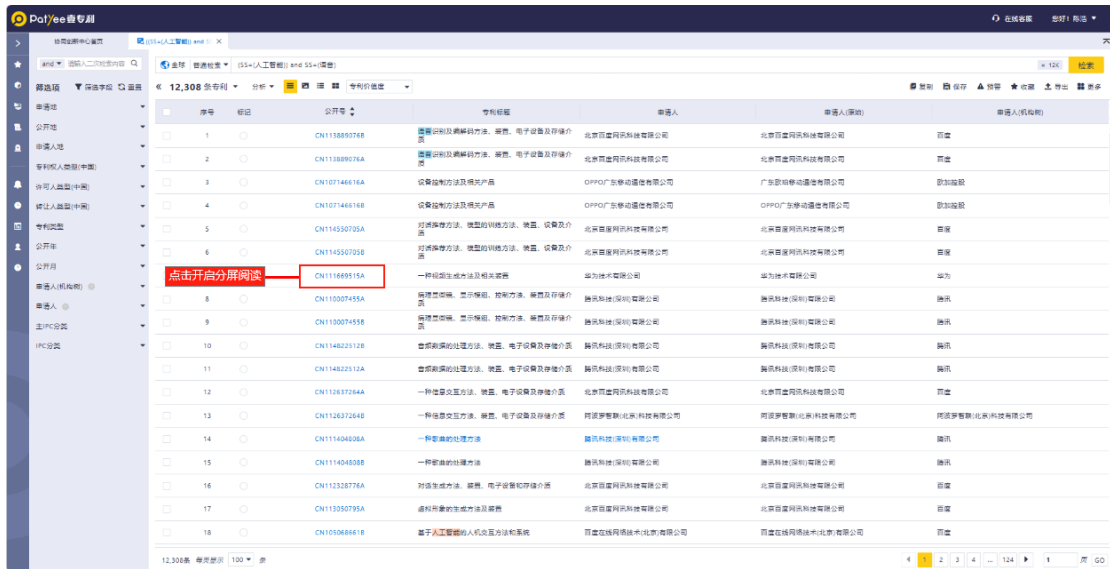 Patyee壹专利
在线客服 您好! 陈浩
协同创新中心首页 ((SS=(人工智能)) and S X
and 请输入二次检索内容 全球 普通检索 (SS=(人工智能)) and SS=(语音) 124 检索
筛选项 筛选字段 重置 « 12,308 条专利 分析 专利价值度 复制 保存 预警 收藏 导出 更多
申请地
公开地
申请人地
专利权人类型(中国)
许可人类型(中国)
转让人类型(中国)
专利类型
公开年
公开月
申请人(机构树)
申请人
主IPC分类
IPC分类
序号 标记 公开号 专利标题 申请人 申请人(原始) 申请人(机构树)
1 CN113889076B 语音识别及编解码方法、装置、电子设备及存储介质 北京百度网讯科技有限公司 北京百度网讯科技有限公司 百度
2 CN113889076A 语音识别及编解码方法、装置、电子设备及存储介质 北京百度网讯科技有限公司 北京百度网讯科技有限公司 百度
3 CN107146616A 设备控制方法及相关产品 OPPO广东移动通信有限公司 广东欧珀移动通信有限公司 欧加控股
4 CN107146616B 设备控制方法及相关产品 OPPO广东移动通信有限公司 OPPO广东移动通信有限公司 欧加控股
5 CN114550705A 对话推荐方法、模型的训练方法、装置、设备及介质 北京百度网讯科技有限公司 北京百度网讯科技有限公司 百度
6 CN114550705B 对话推荐方法、模型的训练方法、装置、设备及介质 北京百度网讯科技有限公司 北京百度网讯科技有限公司 百度
点击开启分屏阅读 CN111669515A 一种视频生成方法及相关装置 华为技术有限公司 华为技术有限公司 华为
8 CN110007455A 病理显微镜、显示模组、控制方法、装置及存储介质 腾讯科技(深圳)有限公司 腾讯科技(深圳)有限公司 腾讯
9 CN110007455B 病理显微镜、显示模组、控制方法、装置及存储介质 腾讯科技(深圳)有限公司 腾讯科技(深圳)有限公司 腾讯
10 CN114822512B 音频数据的处理方法、装置、电子设备及存储介质 腾讯科技(深圳)有限公司 腾讯科技(深圳)有限公司 腾讯
11 CN114822512A 音频数据的处理方法、装置、电子设备及存储介质 腾讯科技(深圳)有限公司 腾讯科技(深圳)有限公司 腾讯
12 CN112637264A 一种信息交互方法、装置、电子设备及存储介质 北京百度网讯科技有限公司 北京百度网讯科技有限公司 百度
13 CN112637264B 一种信息交互方法、装置、电子设备及存储介质 阿波罗智联(北京)科技有限公司 阿波罗智联(北京)科技有限公司 阿波罗智联(北京)科技有限公司
14 CN111404808A 一种歌曲的处理方法 腾讯科技(深圳)有限公司 腾讯科技(深圳)有限公司 腾讯
15 CN111404808B 一种歌曲的处理方法 腾讯科技(深圳)有限公司 腾讯科技(深圳)有限公司 腾讯
16 CN112328776A 对话生成方法、装置、电子设备和存储介质 北京百度网讯科技有限公司 北京百度网讯科技有限公司 百度
17 CN113050795A 虚拟形象的生成方法及装置 北京百度网讯科技有限公司 北京百度网讯科技有限公司 百度
18 CN105068661B 基于人工智能的人机交互方法和系统 百度在线网络技术(北京)有限公司 百度在线网络技术(北京)有限公司 百度
12,308条 每页显示 100 条 1 2 3 4 ... 124 1 页 GO